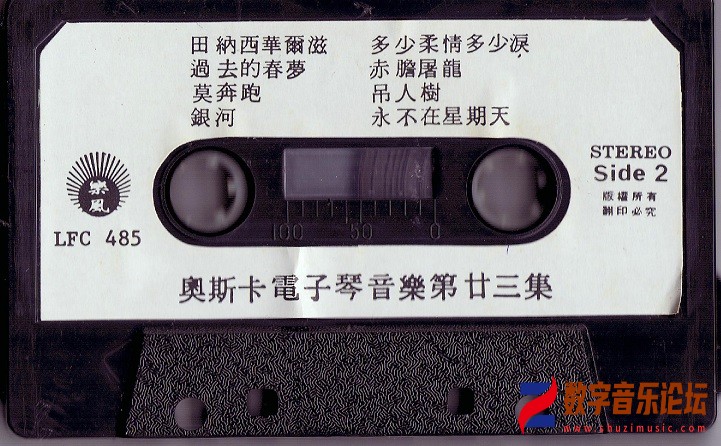 田納西華爾滋 多少柔情多少淚
過去的春夢 赤膽屠龍
莫奔跑 吊人樹
銀河 永不在星期天
樂風
LFC 485
100 50 0
STEREO
Side 2
版權所有
翻印必究
奧斯卡電子琴音樂第廿三集
数字音乐论坛
www.shuzimusic.com